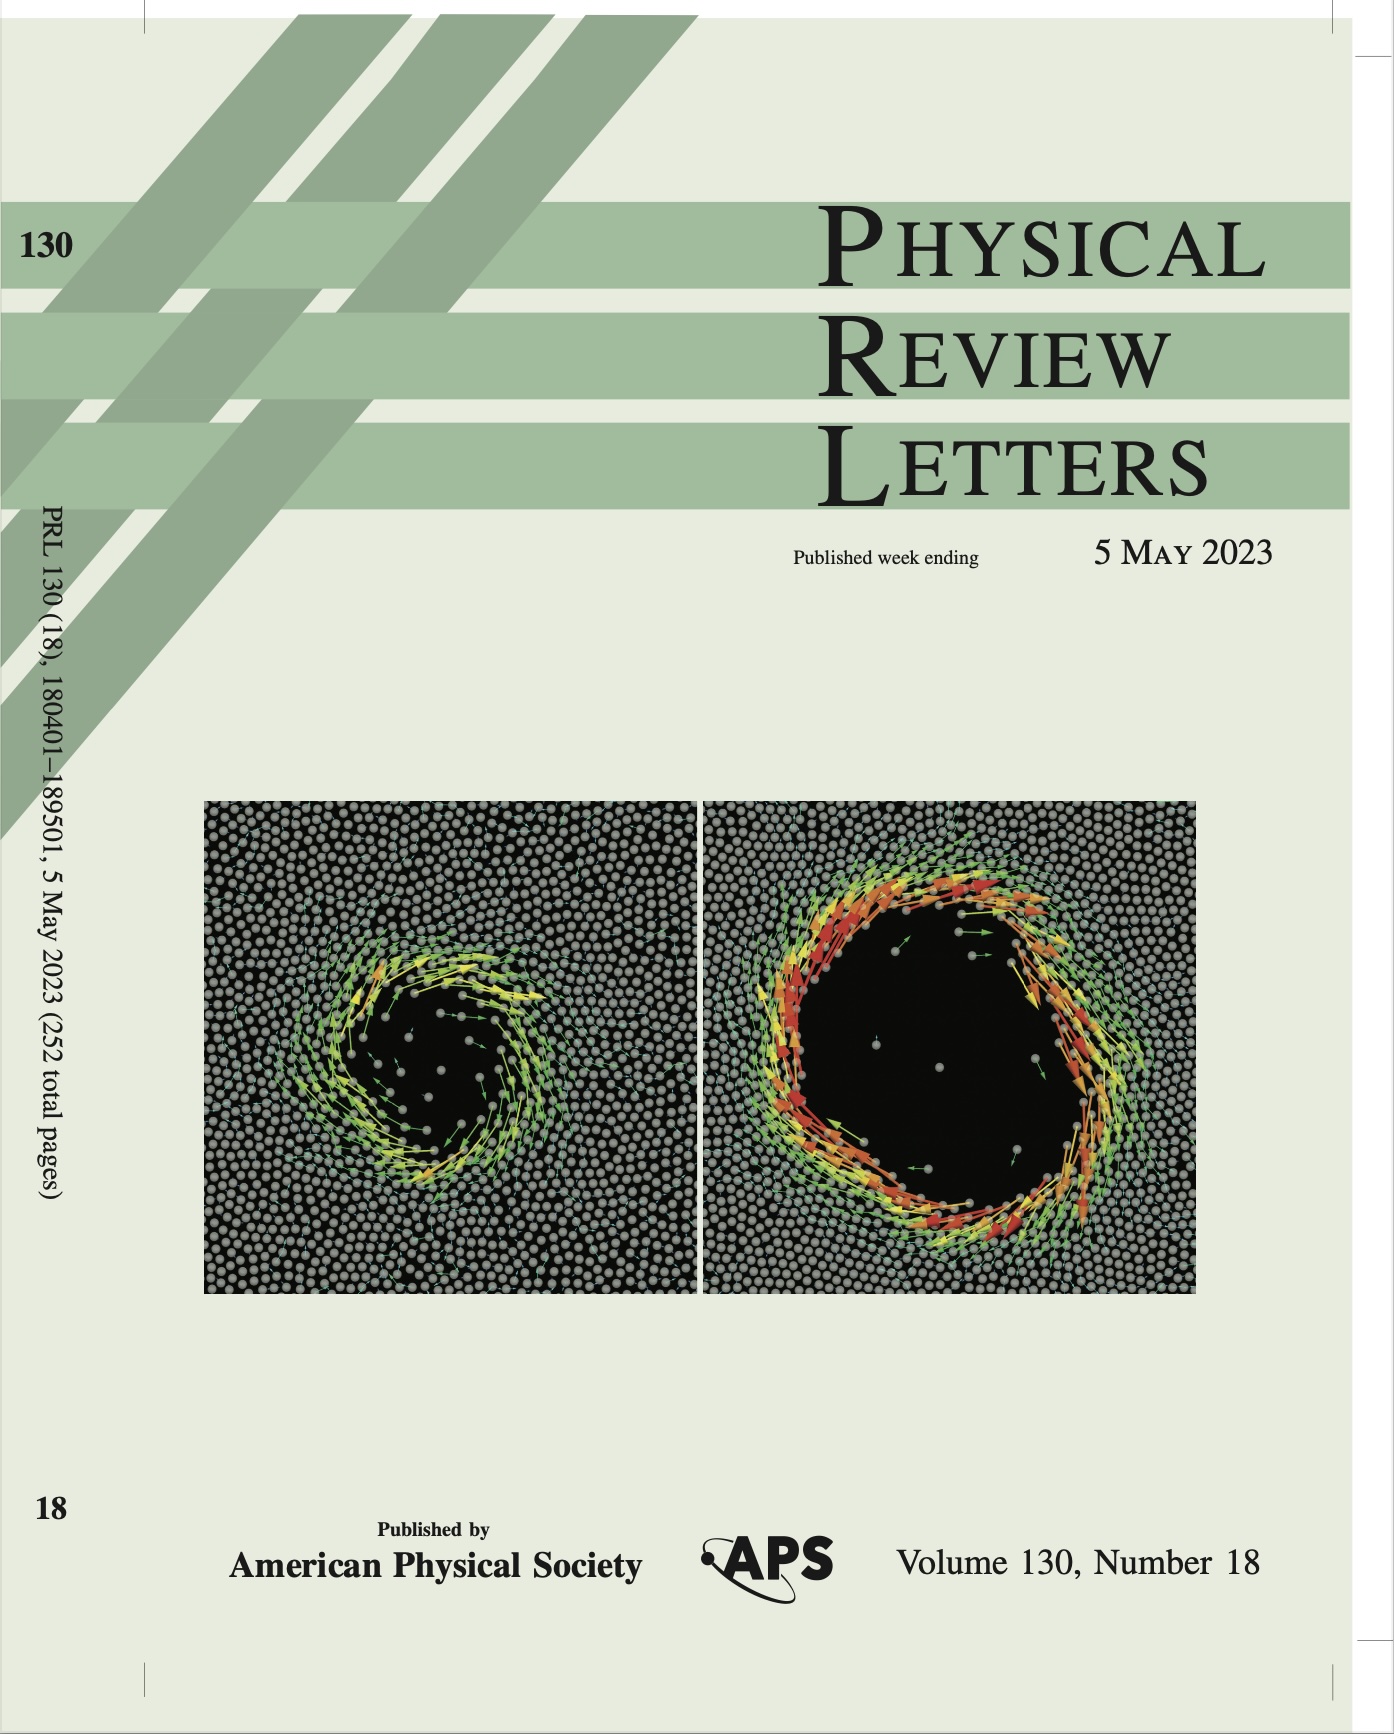 130
PHYSICAL
REVIEW
LETTERS
Published week ending 5 MAY 2023
PRL 130 (18), 180401–189501, 5 May 2023 (252 total pages)
18
Published by
American Physical Society
APS
Volume 130, Number 18